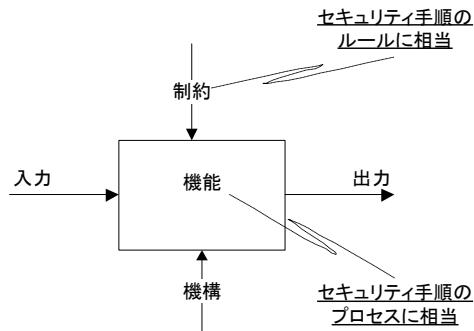 セキュリティ手順の
ルールに相当
制約
入力
機能
出力
機構
セキュリティ手順の
プロセスに相当